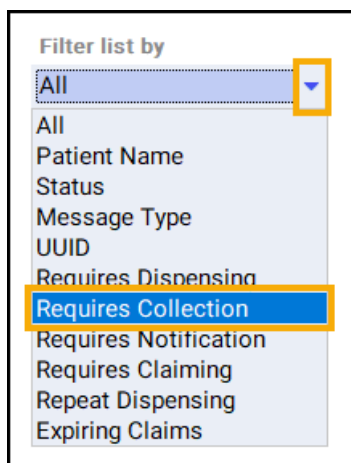 Filter list by
All
All
Patient Name
Status
Message Type
UUID
Requires Dispensing
Requires Collection
Requires Notification
Requires Claiming
Repeat Dispensing
Expiring Claims